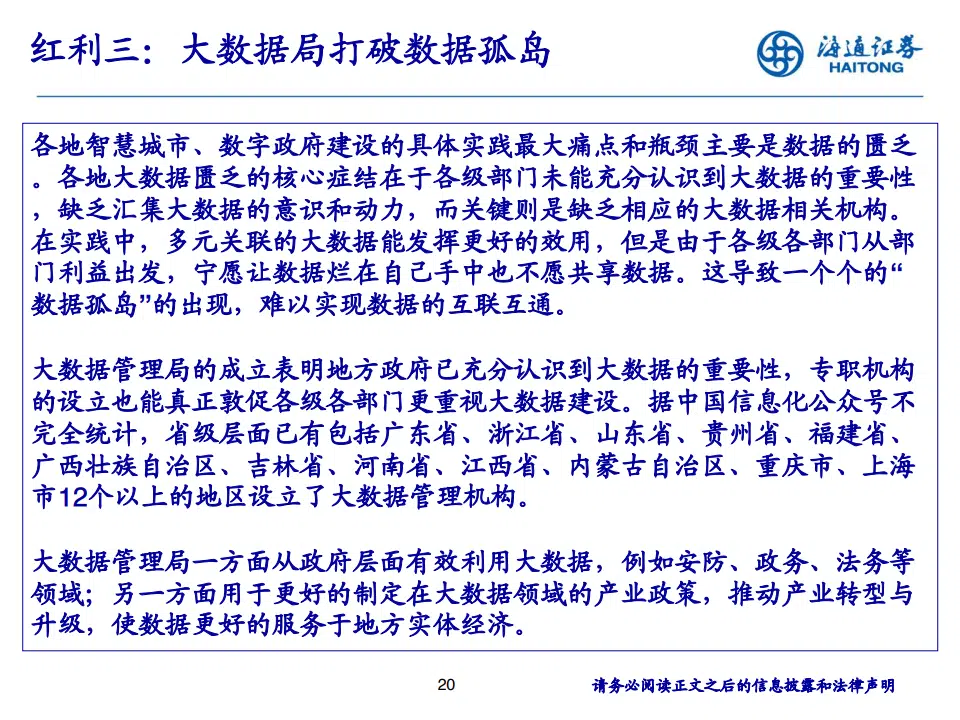 红利三：大数据局打破数据孤岛
海通证券
HAITONG
各地智慧城市、数字政府建设的具体实践最大痛点和瓶颈主要是数据的匮乏
。各地大数据匮乏的核心症结在于各级部门未能充分认识到大数据的重要性
，缺乏汇集大数据的意识和动力，而关键则是缺乏相应的大数据相关机构。
在实践中，多元关联的大数据能发挥更好的效用，但是由于各级各部门从部
门利益出发，宁愿让数据烂在自己手中也不愿共享数据。这导致一个个的“
数据孤岛”的出现，难以实现数据的互联互通。
大数据管理局的成立表明地方政府已充分认识到大数据的重要性，专职机构
的设立也能真正敦促各级各部门更重视大数据建设。据中国信息化公众号不
完全统计，省级层面已有包括广东省、浙江省、山东省、贵州省、福建省、
广西壮族自治区、吉林省、河南省、江西省、内蒙古自治区、重庆市、上海
市12个以上的地区设立了大数据管理机构。
大数据管理局一方面从政府层面有效利用大数据，例如安防、政务、法务等
领域；另一方面用于更好的制定在大数据领域的产业政策，推动产业转型与
升级，使数据更好的服务于地方实体经济。
20
请务必阅读正文之后的信息披露和法律声明